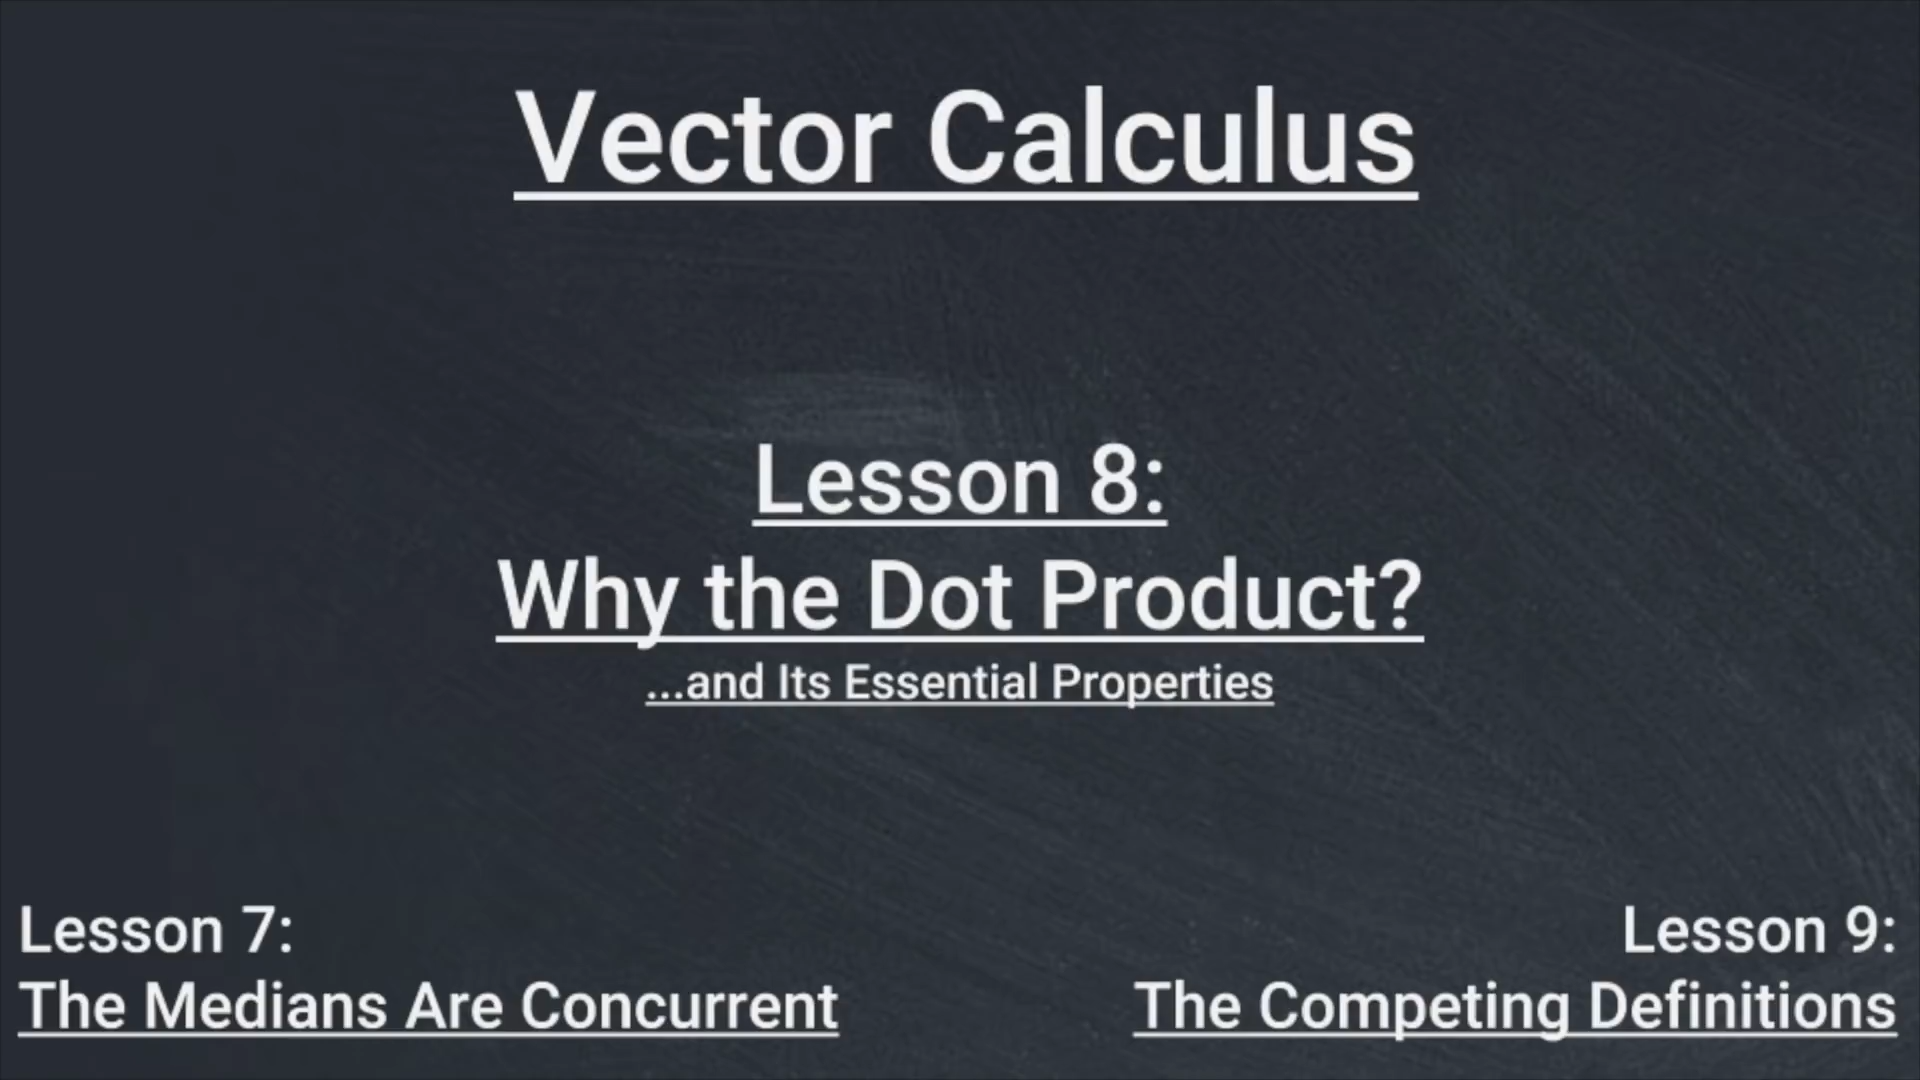 Vector Calculus
Lesson 8:
Why the Dot Product?
...and Its Essential Properties
Lesson 7:
The Medians Are Concurrent
Lesson 9:
The Competing Definitions